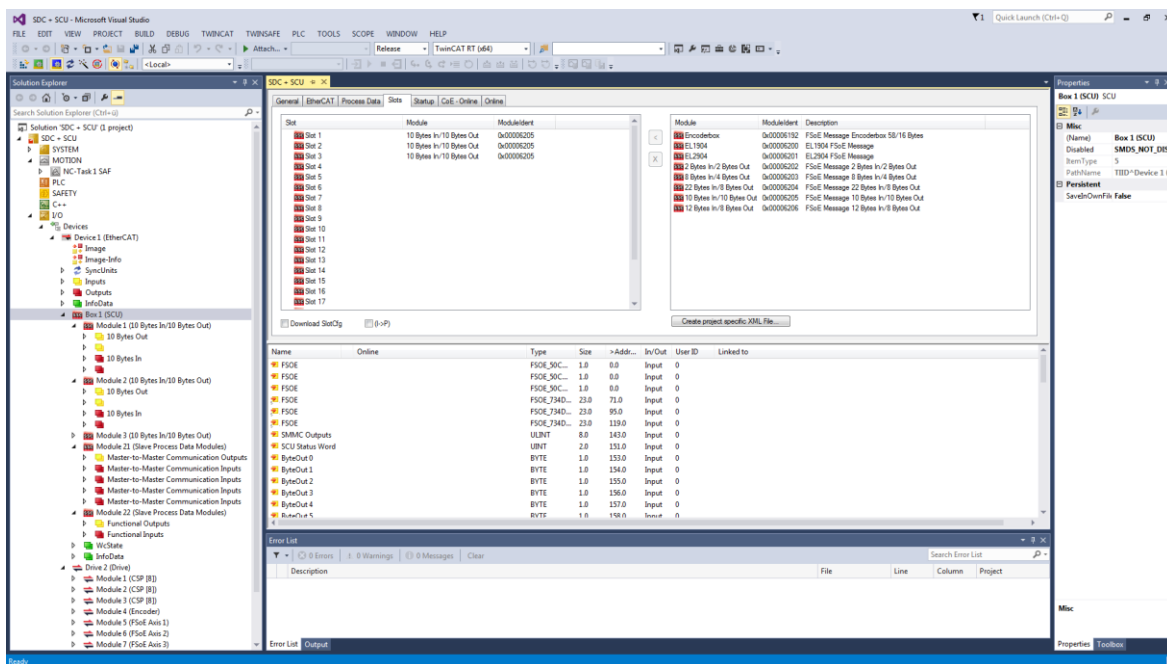 SDC + SCU - Microsoft Visual Studio
1 Quick Launch (Ctrl+Q)
FILE EDIT VIEW PROJECT BUILD DEBUG TWINCAT TWINSAFE PLC TOOLS SCOPE WINDOW HELP
Attach... Release TwinCAT RT (x64)
<Local>
Solution Explorer
Search Solution Explorer (Ctrl+ü)
Solution 'SDC + SCU' (1 project)
SDC + SCU
SYSTEM
MOTION
NC-Task 1 SAF
PLC
SAFETY
C++
I/O
Devices
Device 1 (EtherCAT)
Image
Image-Info
SyncUnits
Inputs
Outputs
InfoData
Box 1 (SCU)
Module 1 (10 Bytes In/10 Bytes Out)
10 Bytes Out
10 Bytes In
Module 2 (10 Bytes In/10 Bytes Out)
10 Bytes Out
10 Bytes In
Module 3 (10 Bytes In/10 Bytes Out)
Module 21 (Slave Process Data Modules)
Master-to-Master Communication Outputs
Master-to-Master Communication Inputs
Master-to-Master Communication Inputs
Master-to-Master Communication Inputs
Master-to-Master Communication Inputs
Module 22 (Slave Process Data Modules)
Functional Outputs
Functional Inputs
WcState
InfoData
Drive 2 (Drive)
Module 1 (CSP [8])
Module 2 (CSP [8])
Module 3 (CSP [8])
Module 4 (Encoder)
Module 5 (FSoE Axis 1)
Module 6 (FSoE Axis 2)
Module 7 (FSoE Axis 3)
SDC + SCU
General EtherCAT Process Data Slots Startup CoE - Online Online
Slot Module ModuleIdent
Slot 1 10 Bytes In/10 Bytes Out 0x00006205
Slot 2 10 Bytes In/10 Bytes Out 0x00006205
Slot 3 10 Bytes In/10 Bytes Out 0x00006205
Slot 4
Slot 5
Slot 6
Slot 7
Slot 8
Slot 9
Slot 10
Slot 11
Slot 12
Slot 13
Slot 14
Slot 15
Slot 16
Slot 17
<
X
Module ModuleIdent Description
Encoderbox 0x00006192 FSoE Message Encoderbox 58/16 Bytes
EL1904 0x00006200 EL1904 FSoE Message
EL2904 0x00006201 EL2904 FSoE Message
2 Bytes In/2 Bytes Out 0x00006202 FSoE Message 2 Bytes In/2 Bytes Out
8 Bytes In/4 Bytes Out 0x00006203 FSoE Message 8 Bytes In/4 Bytes Out
22 Bytes In/8 Bytes Out 0x00006204 FSoE Message 22 Bytes In/8 Bytes Out
10 Bytes In/10 Bytes Out 0x00006205 FSoE Message 10 Bytes In/10 Bytes Out
12 Bytes In/8 Bytes Out 0x00006206 FSoE Message 12 Bytes In/8 Bytes Out
Download SlotCfg (I->P) Create project specific XML File...
Name Online Type Size >Addr... In/Out User ID Linked to
FSOE FSOE_50C... 1.0 0.0 Input 0
FSOE FSOE_50C... 1.0 0.0 Input 0
FSOE FSOE_50C... 1.0 0.0 Input 0
FSOE FSOE_734D... 23.0 71.0 Input 0
FSOE FSOE_734D... 23.0 95.0 Input 0
FSOE FSOE_734D... 23.0 119.0 Input 0
SMMC Outputs ULINT 8.0 143.0 Input 0
SCU Status Word UINT 2.0 151.0 Input 0
ByteOut 0 BYTE 1.0 153.0 Input 0
ByteOut 1 BYTE 1.0 154.0 Input 0
ByteOut 2 BYTE 1.0 155.0 Input 0
ByteOut 3 BYTE 1.0 156.0 Input 0
ByteOut 4 BYTE 1.0 157.0 Input 0
ByteOut 5 BYTE 1.0 158.0 Input 0
Error List
0 Errors 0 Warnings 0 Messages Clear Search Error List
Description File Line Column Project
Error List Output
Properties
Box 1 (SCU) SCU
Misc
(Name) Box 1 (SCU)
Disabled SMDS_NOT_DIS
ItemType 5
PathName TIID^Device 1 (
Persistent
SaveInOwnFile False
Misc
Properties Toolbox
Ready